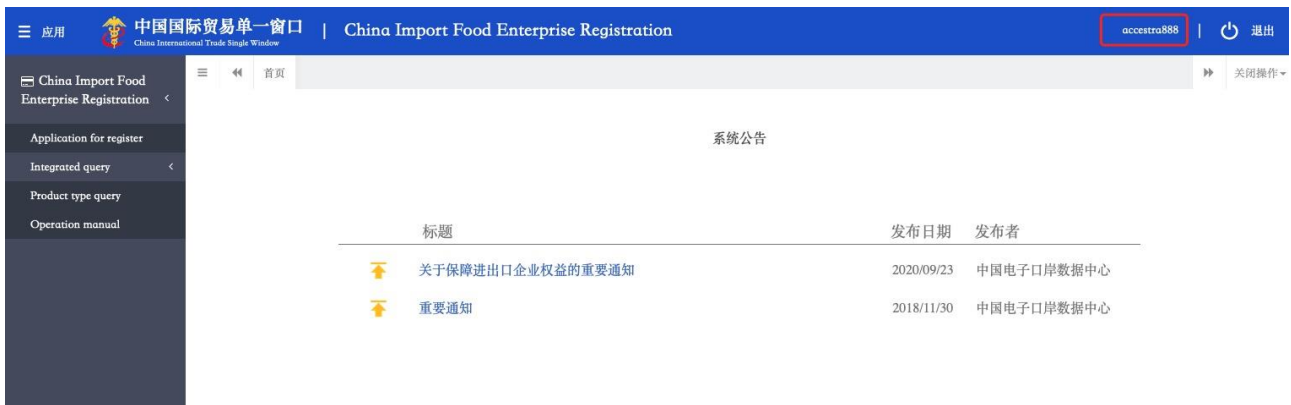 应用
中国国际贸易单一窗口
China International Trade Single Window
| China Import Food Enterprise Registration
accestra888
| 退出
China Import Food
Enterprise Registration
首页
关闭操作
Application for register
Integrated query
Product type query
Operation manual
系统公告
标题 发布日期 发布者
关于保障进出口企业权益的重要通知 2020/09/23 中国电子口岸数据中心
重要通知 2018/11/30 中国电子口岸数据中心